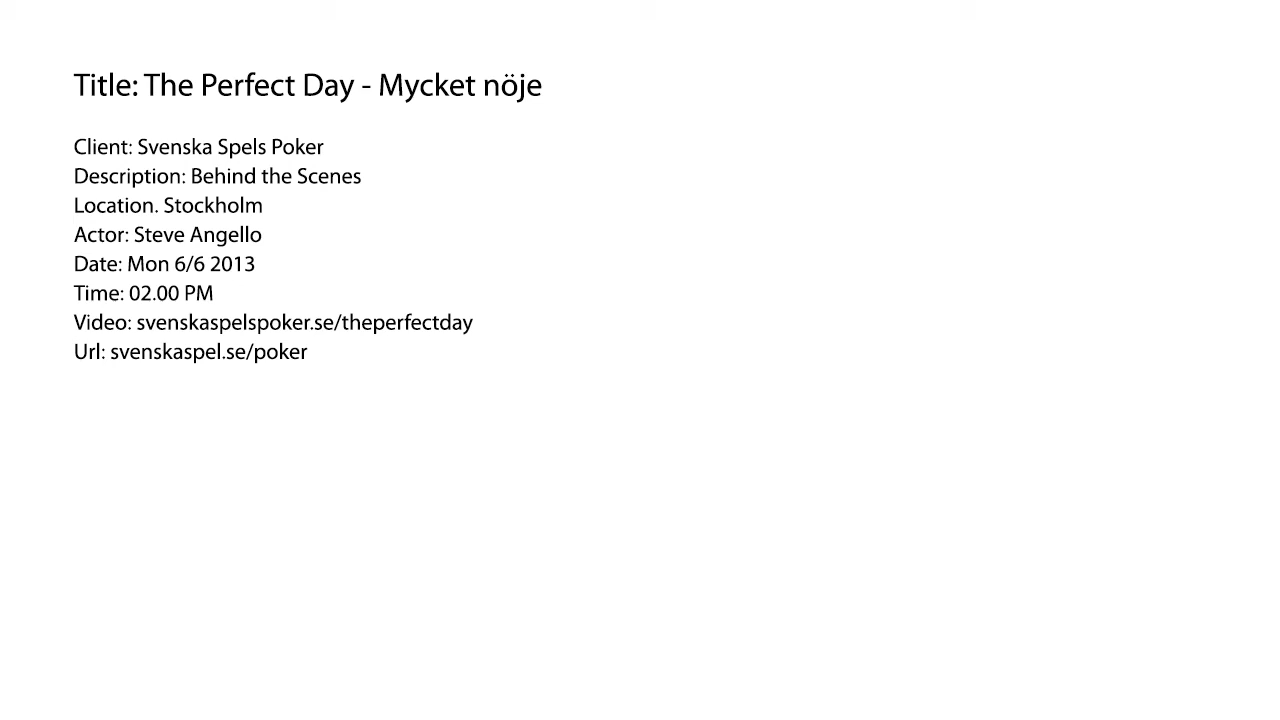 Title: The Perfect Day - Mycket nöje
Client: Svenska Spels Poker
Description: Behind the Scenes
Location. Stockholm
Actor: Steve Angello
Date: Mon 6/6 2013
Time: 02.00 PM
Video: svenskaspelspoker.se/theperfectday
Url: svenskaspel.se/poker